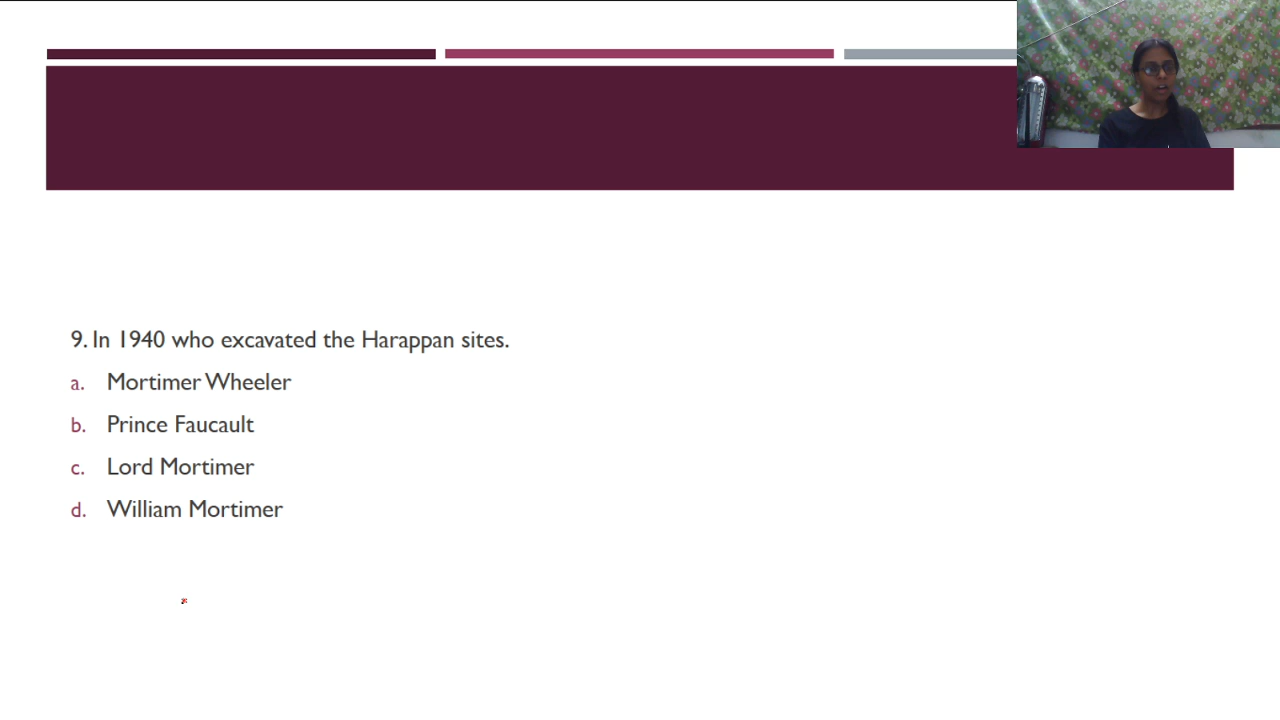 9. In 1940 who excavated the Harappan sites.
a. Mortimer Wheeler
b. Prince Faucault
c. Lord Mortimer
d. William Mortimer